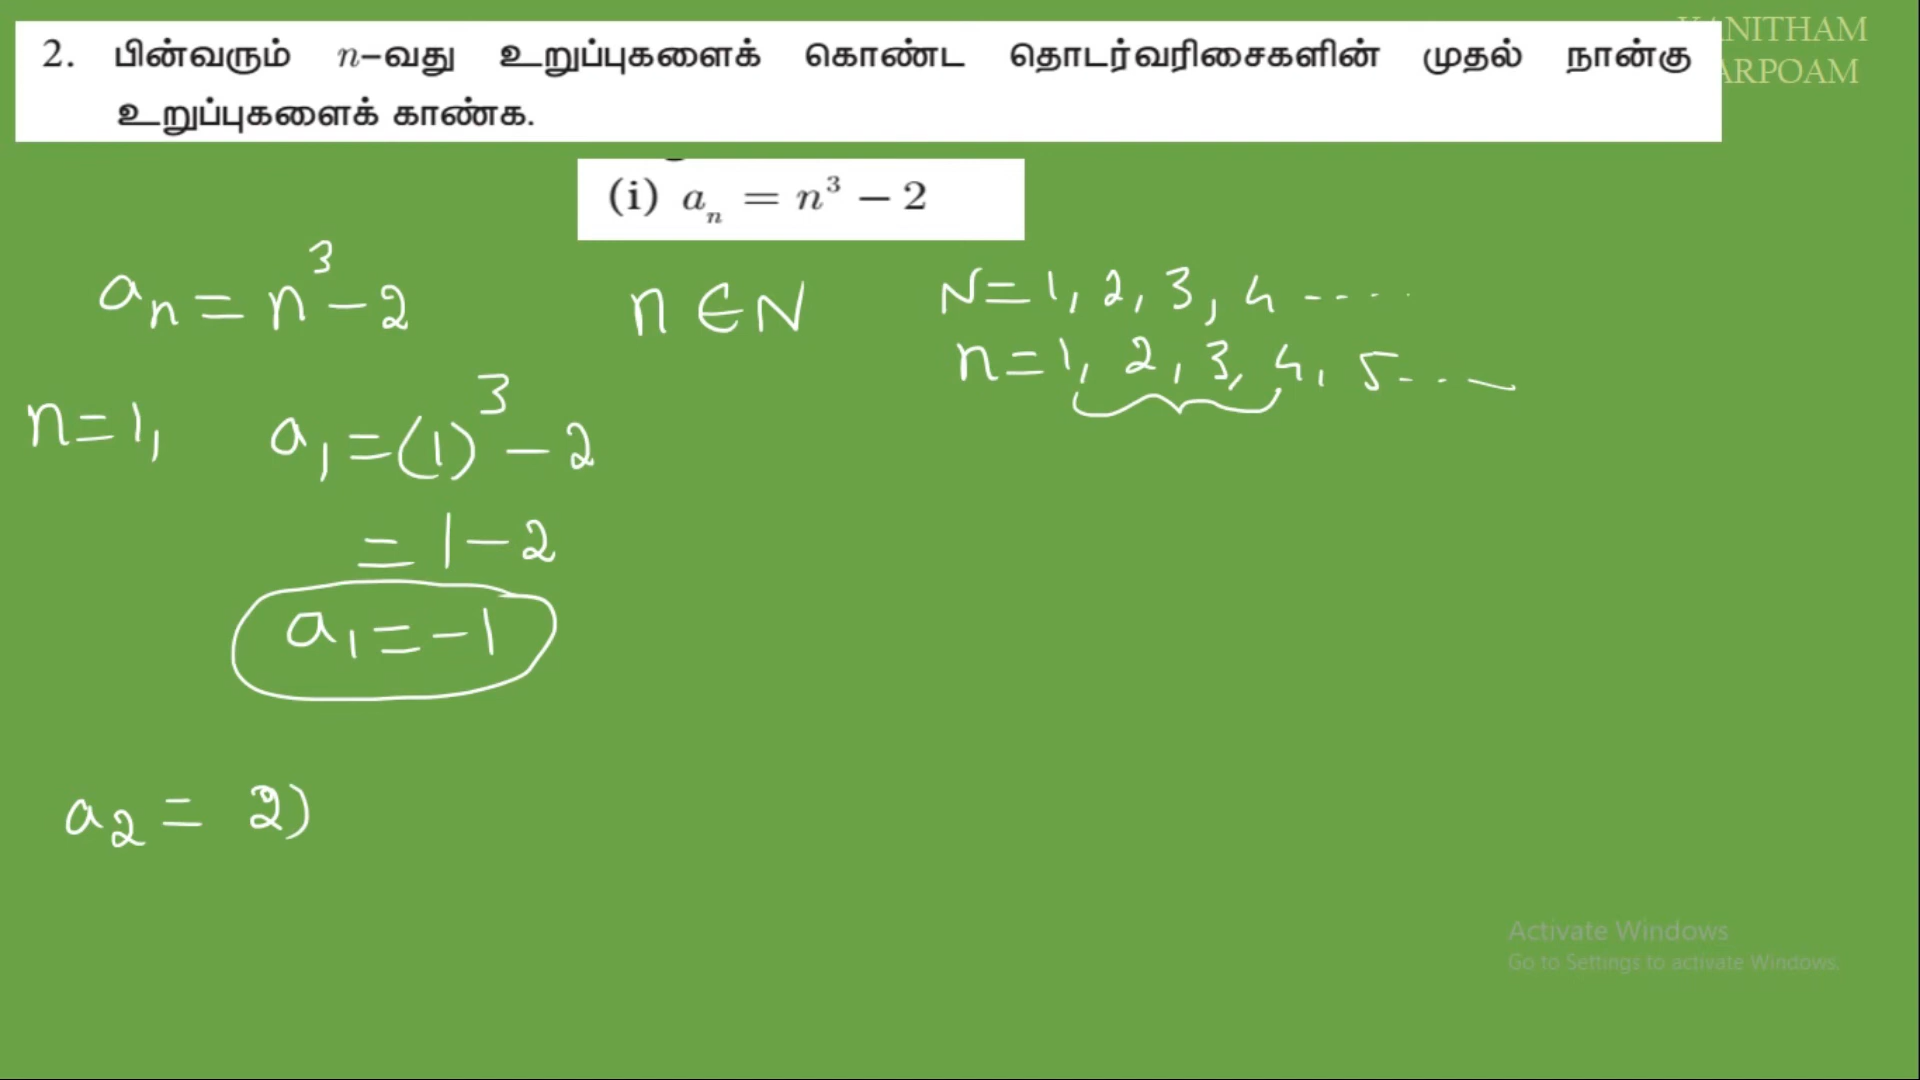 2. பின்வரும் n–வது உறுப்புகளைக் கொண்ட தொடர்வரிசைகளின் முதல் நான்கு
உறுப்புகளைக் காண்க.
ANITHAM
ARPOAM
(i) aₙ = n³ − 2
aₙ = n³ − 2
n ∈ N
N = 1, 2, 3, 4 ....
n = 1, 2, 3, 4, 5 ....
n = 1, a₁ = (1)³ − 2
= 1 − 2
a₁ = −1
a₂ = 2)
Activate Windows
Go to Settings to activate Windows.